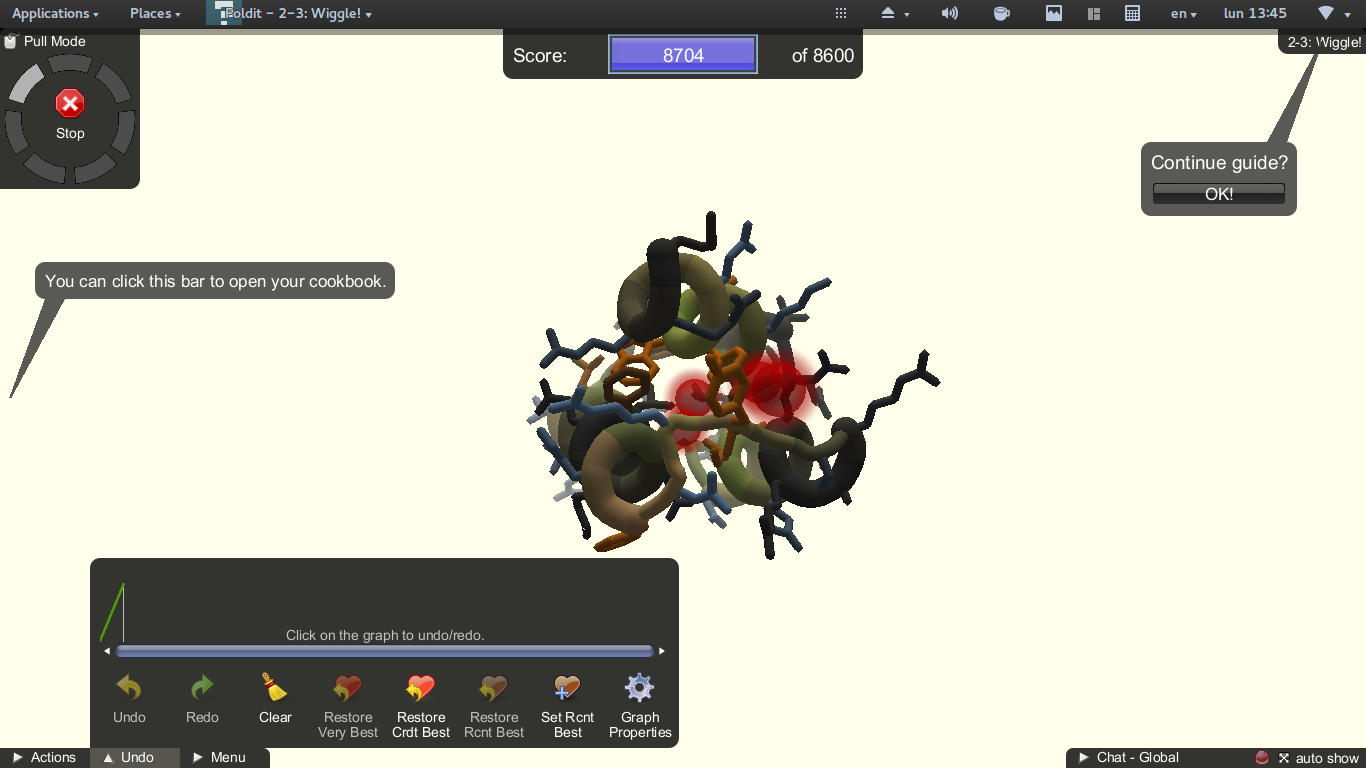 Applications
Places
Foldit - 2-3: Wiggle!
en
lun 13:45
Pull Mode
Stop
Score:
8704
of 8600
2-3: Wiggle!
Continue guide?
OK!
You can click this bar to open your cookbook.
Click on the graph to undo/redo.
Undo
Redo
Clear
Restore
Very Best
Restore
Crdt Best
Restore
Rcnt Best
Set Rcnt
Best
Graph
Properties
Actions
Undo
Menu
Chat - Global
auto show